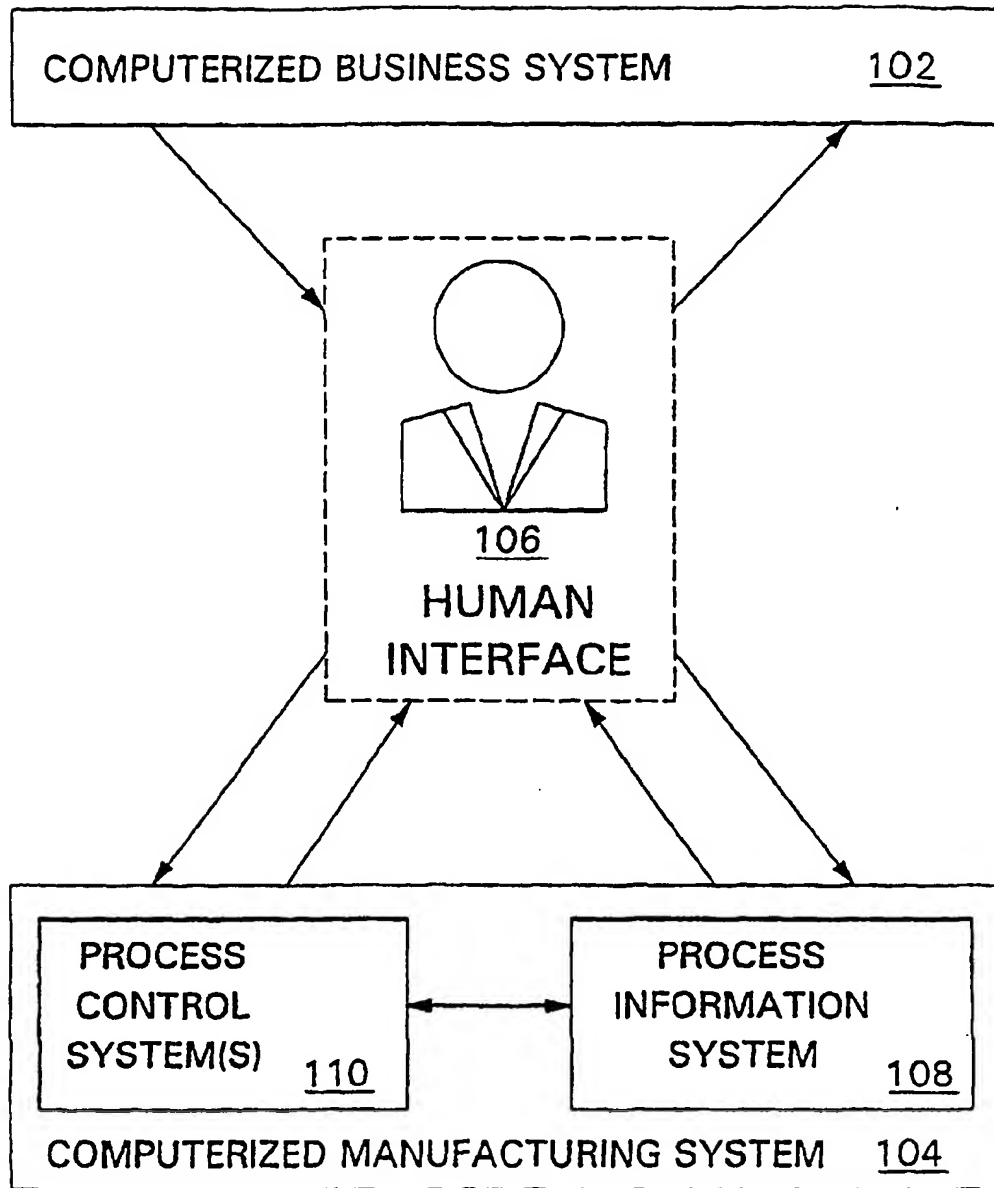 COMPUTERIZED BUSINESS SYSTEM 102
106
HUMAN
INTERFACE
PROCESS
CONTROL
SYSTEM(S) 110
PROCESS
INFORMATION
SYSTEM 108
COMPUTERIZED MANUFACTURING SYSTEM 104